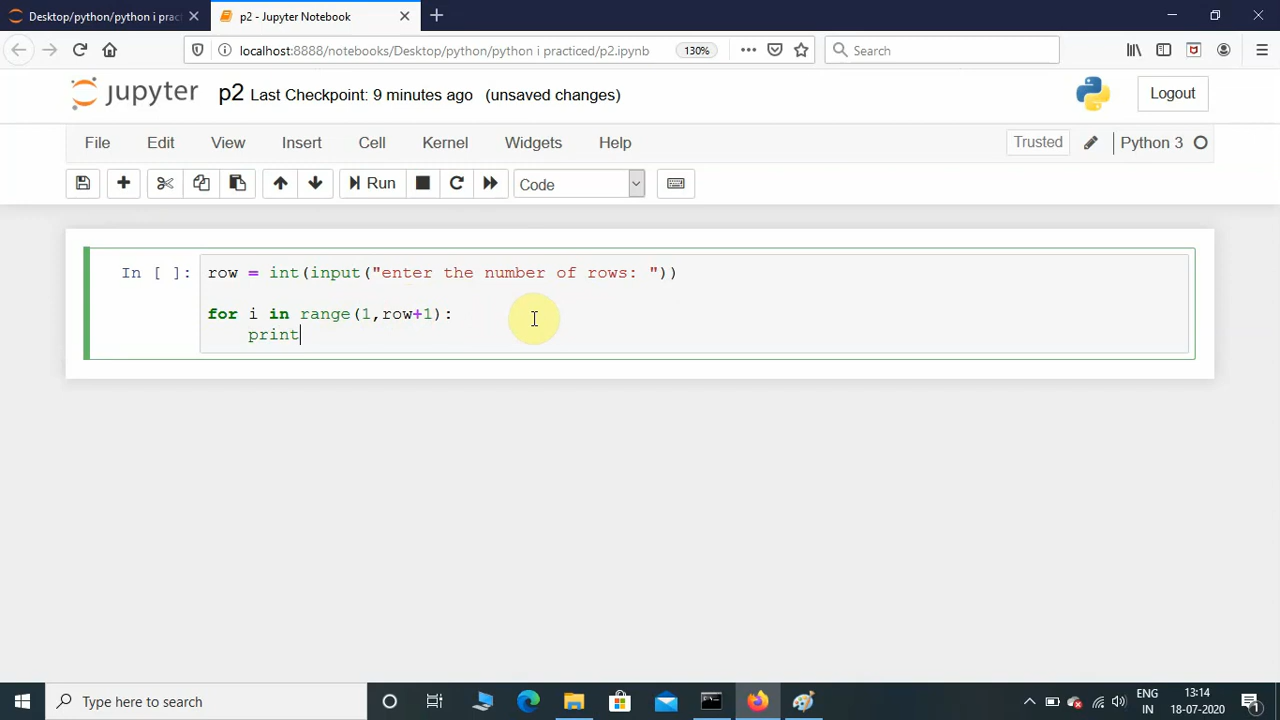 Desktop/python/python i prac
p2 - Jupyter Notebook
localhost:8888/notebooks/Desktop/python/python i practiced/p2.ipynb
130%
Search
jupyter
p2 Last Checkpoint: 9 minutes ago (unsaved changes)
Logout
File Edit View Insert Cell Kernel Widgets Help
Trusted
Python 3
Run
Code
In [ ]: row = int(input("enter the number of rows: "))
for i in range(1,row+1):
print
Type here to search
ENG
IN
13:14
18-07-2020
1